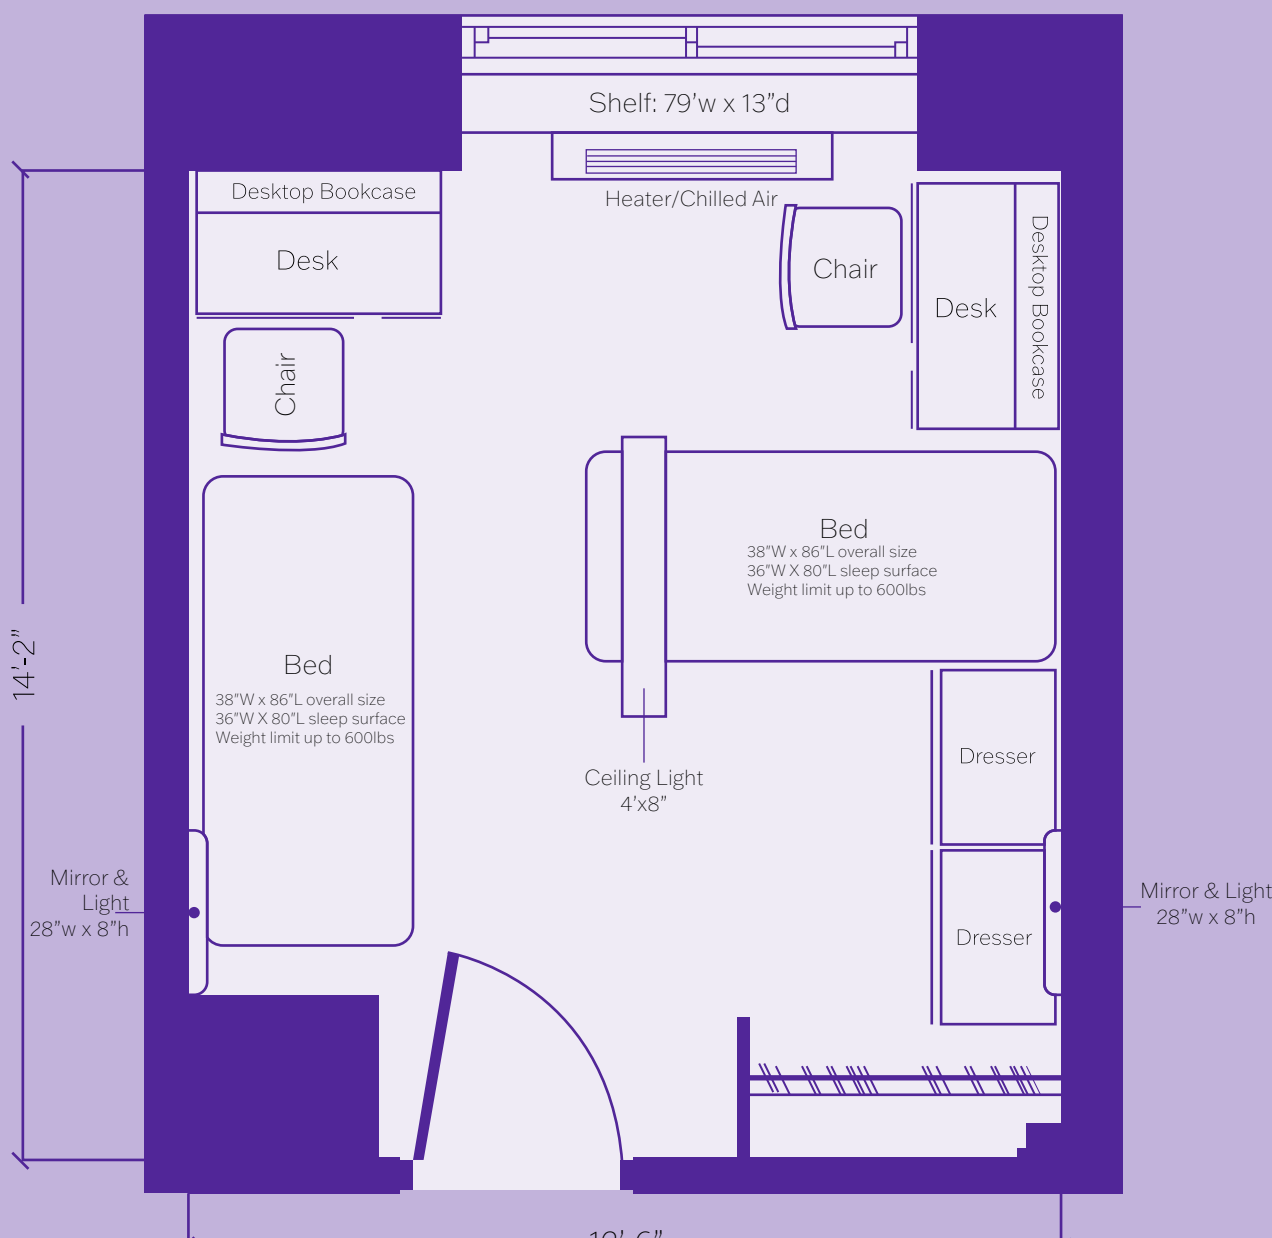 Shelf: 79’w x 13”d
Heater/Chilled Air
Desktop Bookcase
Desk
Chair
Chair
Desk
Desktop Bookcase
Bed
38"W x 86"L overall size
36"W X 80"L sleep surface
Weight limit up to 600lbs
14’-2”
Bed
38"W x 86"L overall size
36"W X 80"L sleep surface
Weight limit up to 600lbs
Ceiling Light
4’x8”
Dresser
Dresser
Mirror &
Light
28”w x 8”h
Mirror & Light
28”w x 8”h